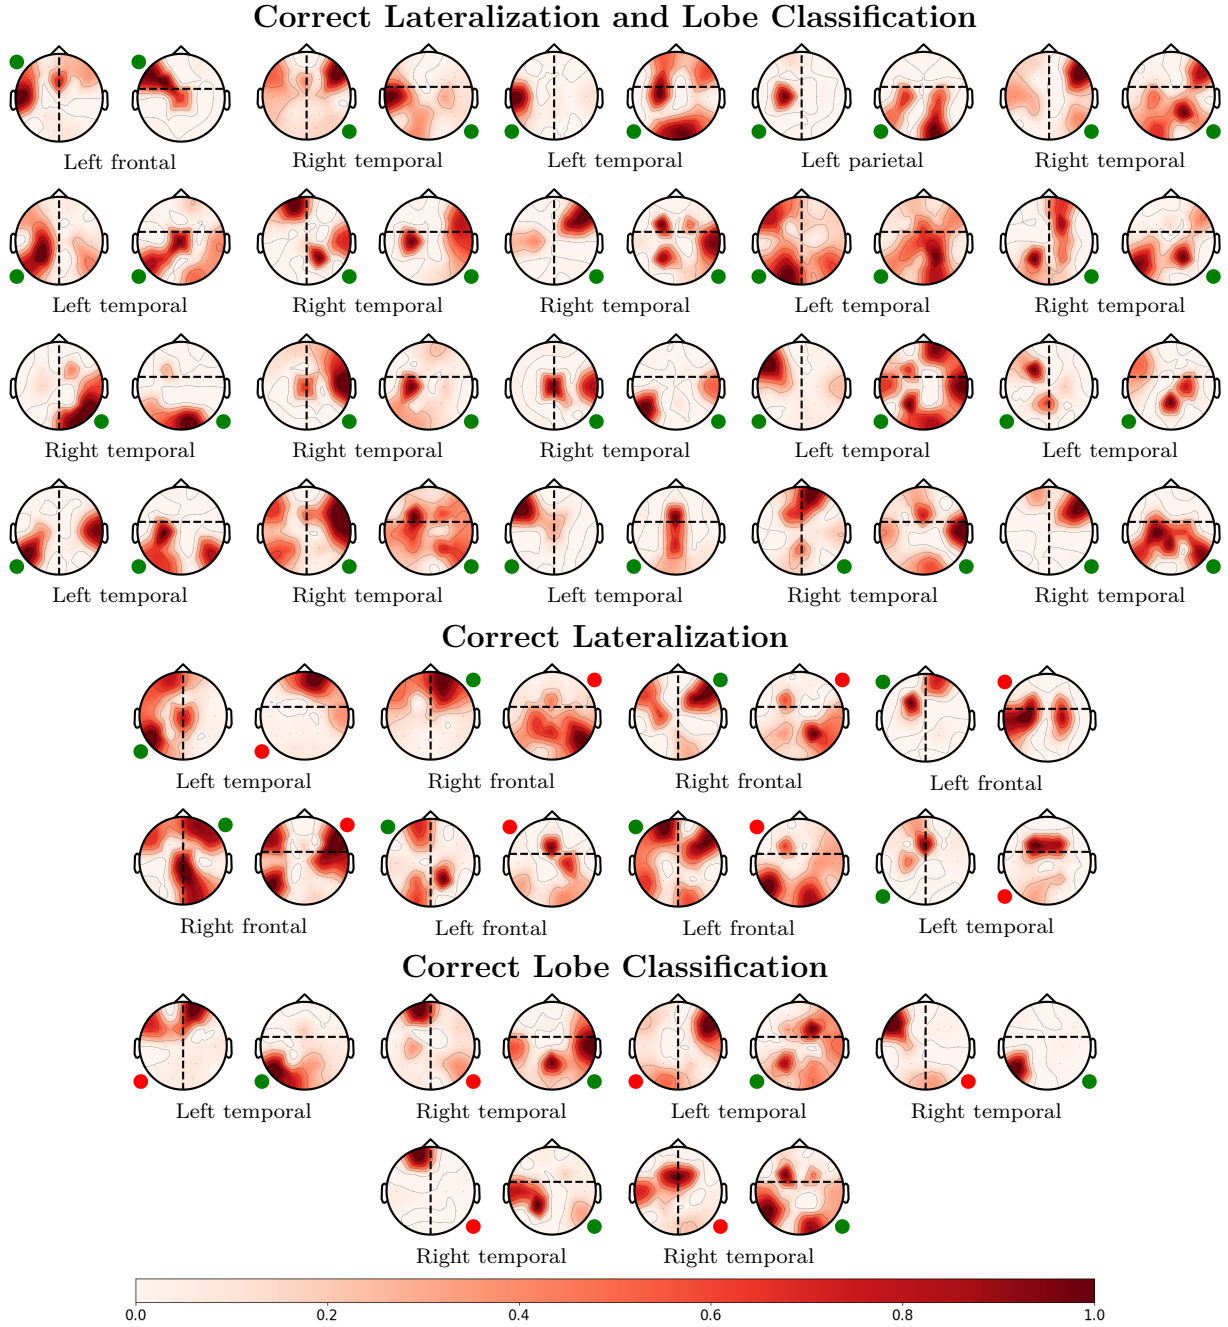 Correct Lateralization and Lobe Classification
Left frontal Right temporal Left temporal Left parietal Right temporal
Left temporal Right temporal Right temporal Left temporal Right temporal
Right temporal Right temporal Right temporal Left temporal Left temporal
Left temporal Right temporal Left temporal Right temporal Right temporal
Correct Lateralization
Left temporal Right frontal Right frontal Left frontal
Right frontal Left frontal Left frontal Left temporal
Correct Lobe Classification
Left temporal Right temporal Left temporal Right temporal
Right temporal Right temporal
0.0 0.2 0.4 0.6 0.8 1.0